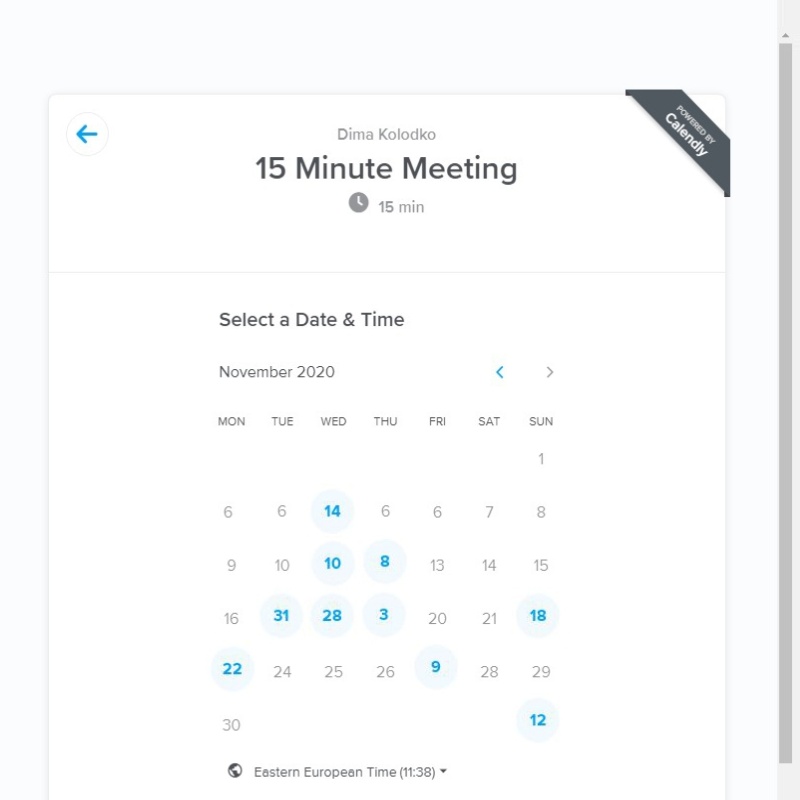 POWERED BY
Calendly
Dima Kolodko
15 Minute Meeting
15 min
Select a Date & Time
November 2020
MON TUE WED THU FRI SAT SUN
1
6 6 14 6 6 7 8
9 10 10 8 13 14 15
16 31 28 3 20 21 18
22 24 25 26 9 28 29
30 12
Eastern European Time (11:38)